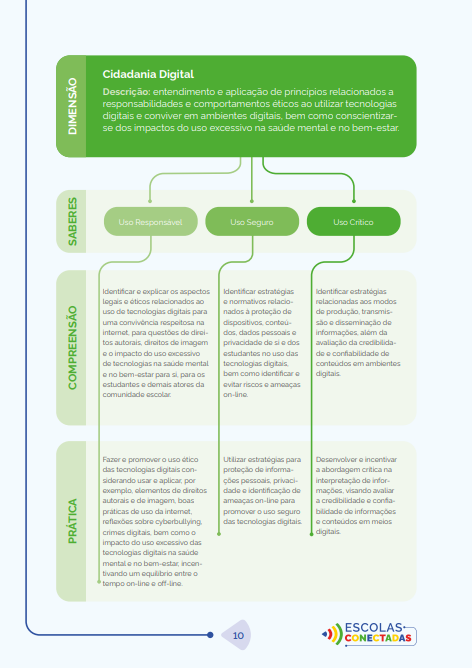 DIMENSÃO
Cidadania Digital
Descrição: entendimento e aplicação de princípios relacionados a
responsabilidades e comportamentos éticos ao utilizar tecnologias
digitais e conviver em ambientes digitais, bem como conscientizar-
se dos impactos do uso excessivo na saúde mental e no bem-estar.
SABERES
Uso Responsável
Uso Seguro
Uso Crítico
COMPREENSÃO
Identificar e explicar os aspectos
legais e éticos relacionados ao
uso de tecnologias digitais para
uma convivência respeitosa na
internet, para questões de direi-
tos autorais, direitos de imagem
e o impacto do uso excessivo
de tecnologias na saúde mental
e no bem-estar para si, para os
estudantes e demais atores da
comunidade escolar.
Identificar estratégias
e normativos relacio-
nados à proteção de
dispositivos, conteú-
dos, dados pessoais e
privacidade de si e dos
estudantes no uso das
tecnologias digitais,
bem como identificar e
evitar riscos e ameaças
on-line.
Identificar estratégias
relacionadas aos modos
de produção, transmis-
são e disseminação de
informações, além da
avaliação da credibilida-
de e confiabilidade de
conteúdos em ambientes
digitais.
PRÁTICA
Fazer e promover o uso ético
das tecnologias digitais con-
siderando usar e aplicar, por
exemplo, elementos de direitos
autorais e de imagem, boas
práticas de uso da internet,
reflexões sobre cyberbullying,
crimes digitais, bem como o
impacto do uso excessivo das
tecnologias digitais na saúde
mental e no bem-estar, incen-
tivando um equilíbrio entre o
tempo on-line e off-line.
Utilizar estratégias para
proteção de informa-
ções pessoais, privaci-
dade e identificação de
ameaças on-line para
promover o uso seguro
das tecnologias digitais.
Desenvolver e incentivar
a abordagem crítica na
interpretação de infor-
mações, visando avaliar
a credibilidade e confia-
bilidade de informações
e conteúdos em meios
digitais.
10
ESCOLAS
CONECTADAS